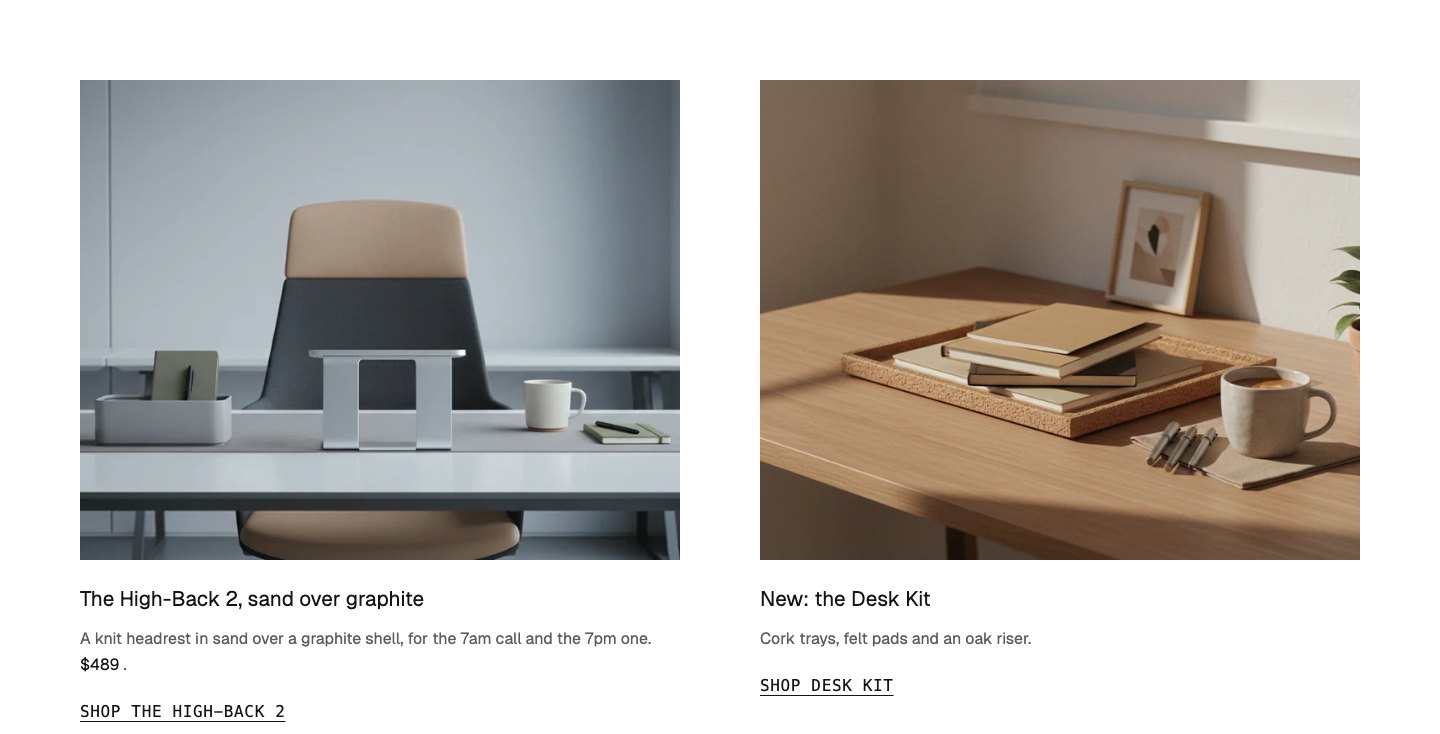 The High-Back 2, sand over graphite
A knit headrest in sand over a graphite shell, for the 7am call and the 7pm one.
$489 .
SHOP THE HIGH–BACK 2
New: the Desk Kit
Cork trays, felt pads and an oak riser.
SHOP DESK KIT